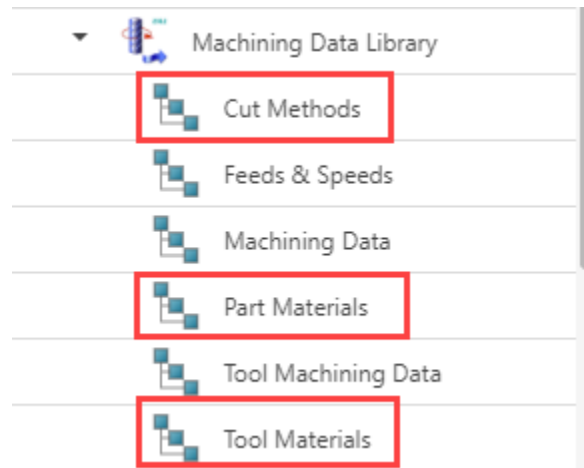 Machining Data Library
Cut Methods
Feeds & Speeds
Machining Data
Part Materials
Tool Machining Data
Tool Materials